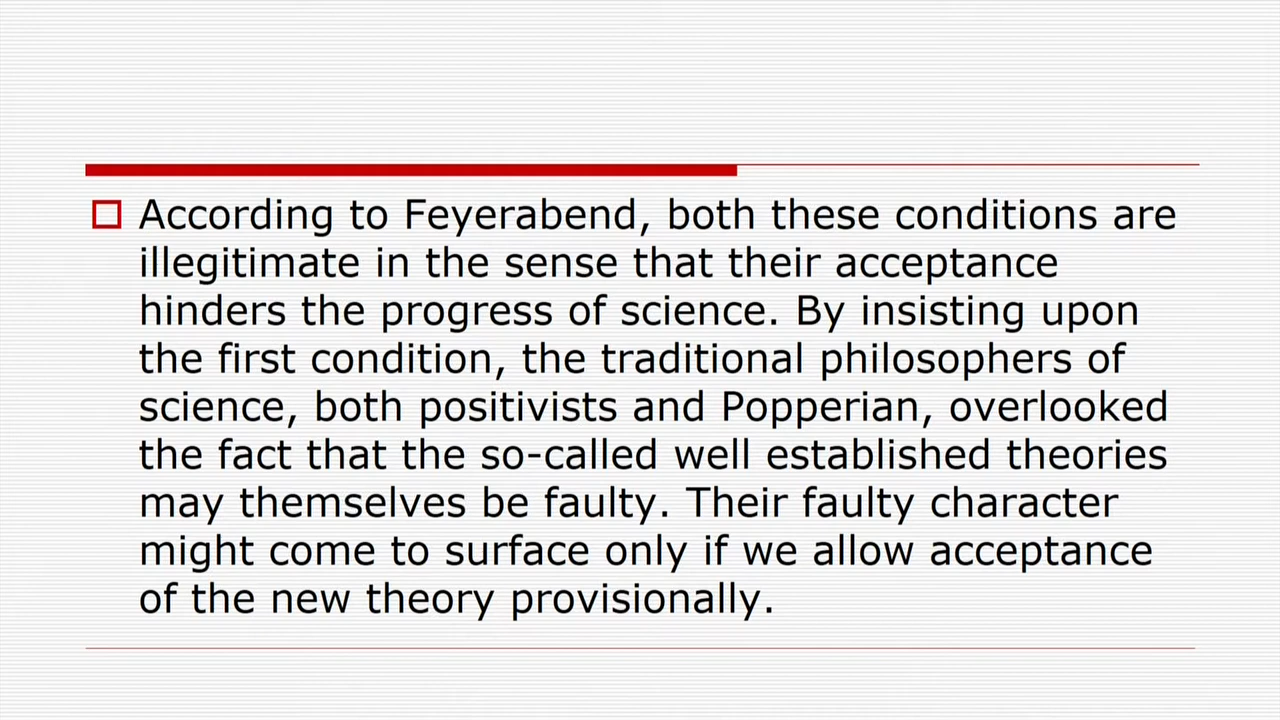 According to Feyerabend, both these conditions are
illegitimate in the sense that their acceptance
hinders the progress of science. By insisting upon
the first condition, the traditional philosophers of
science, both positivists and Popperian, overlooked
the fact that the so-called well established theories
may themselves be faulty. Their faulty character
might come to surface only if we allow acceptance
of the new theory provisionally.